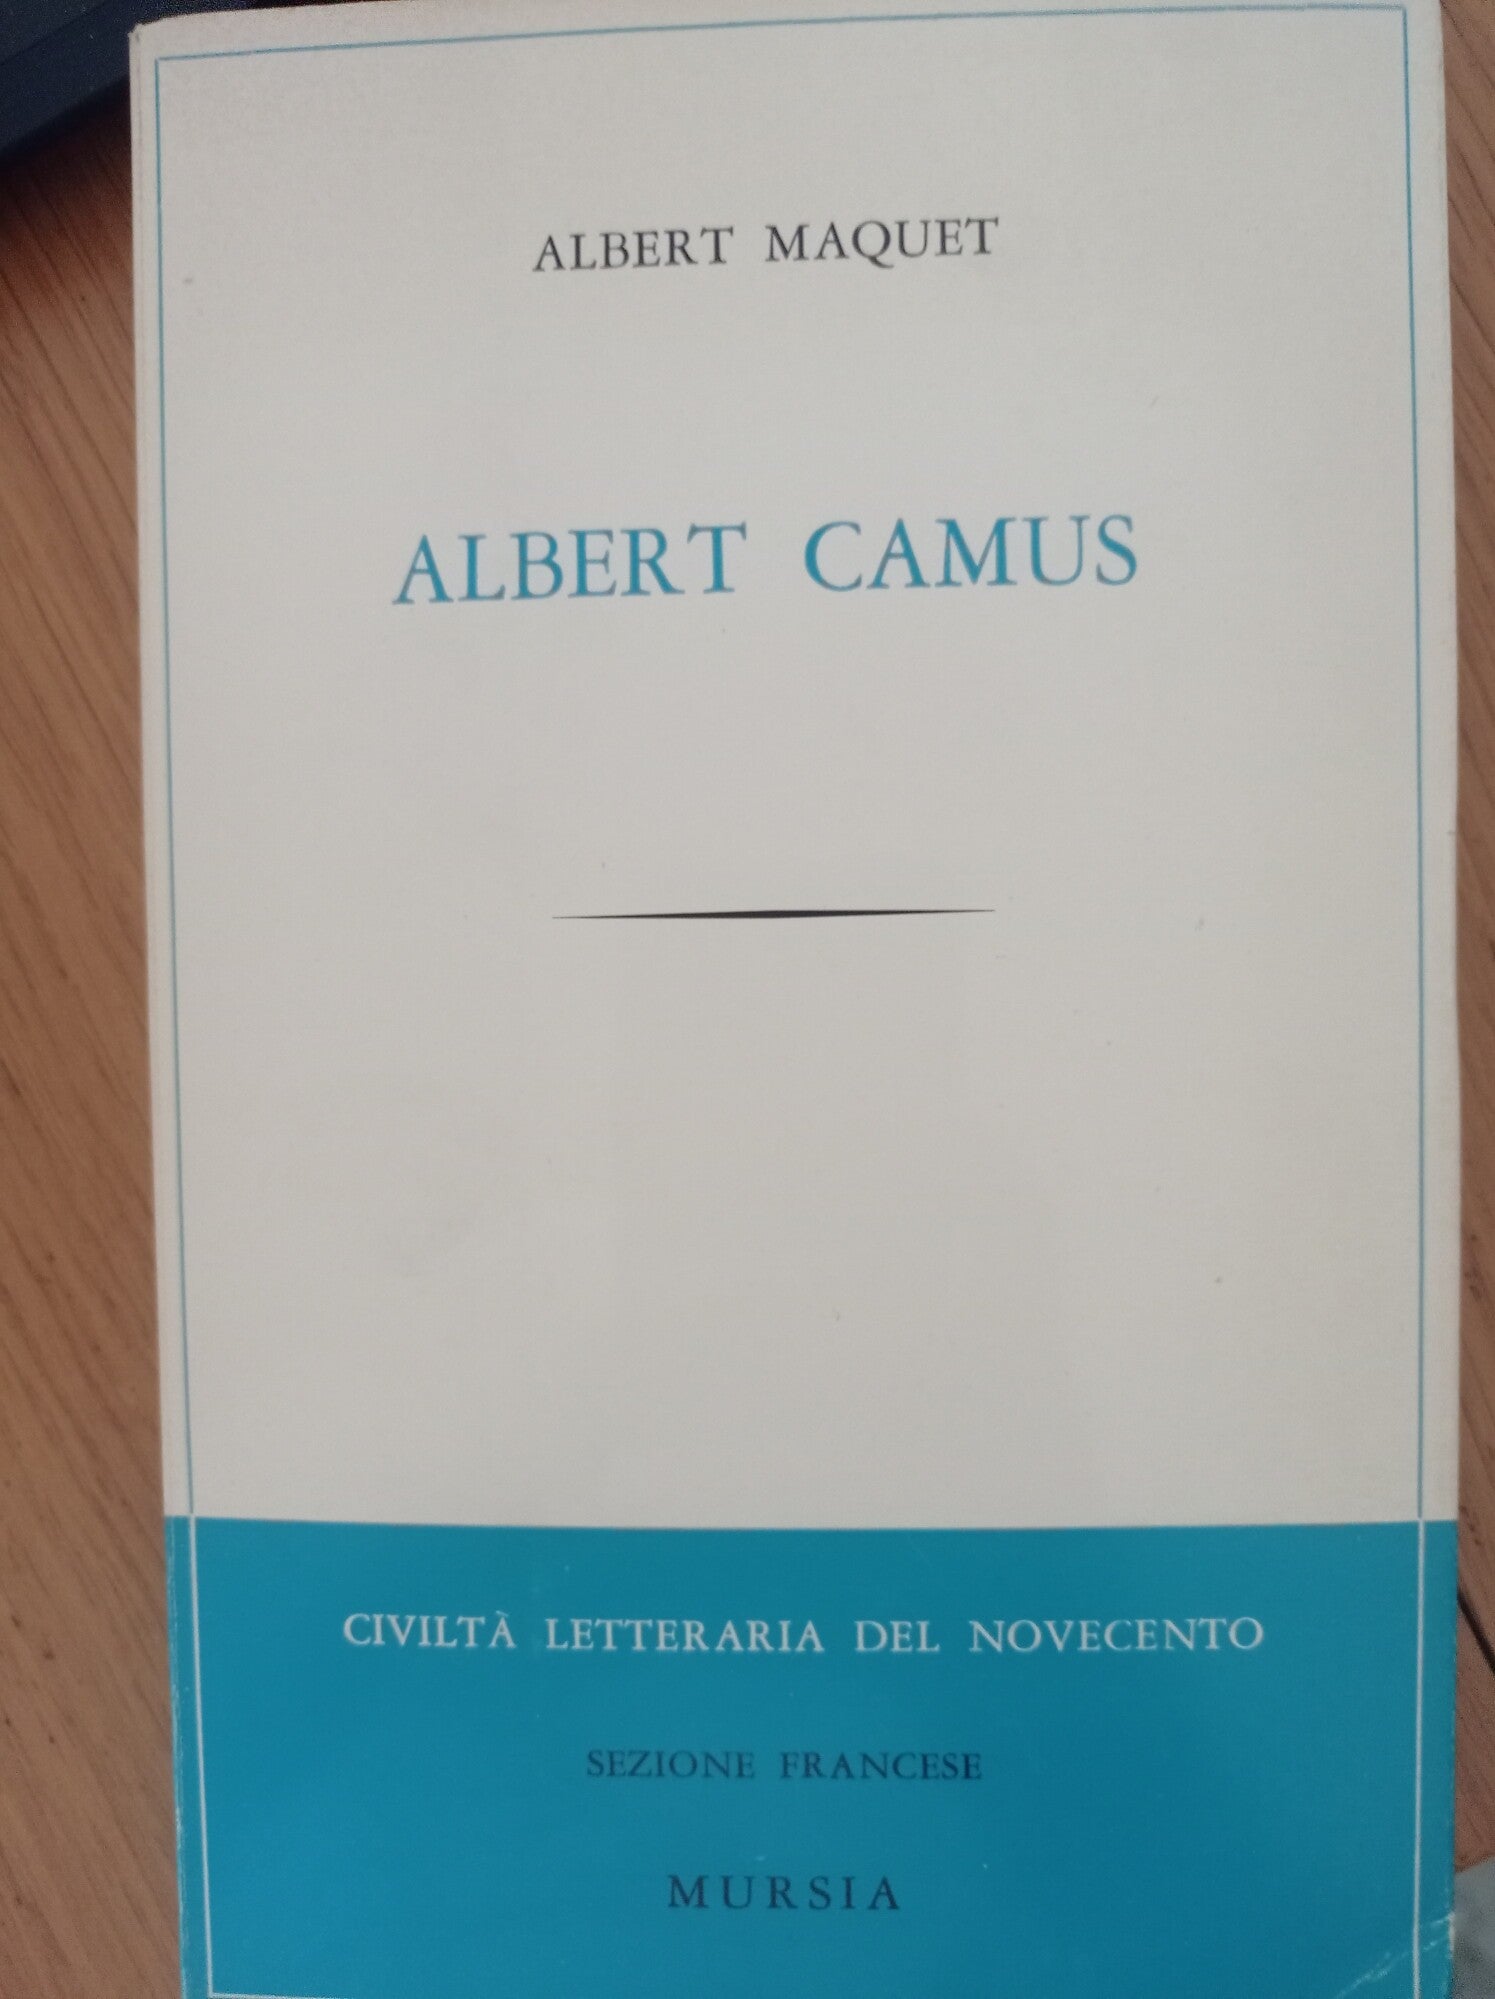 ALBERT MAQUET
ALBERT CAMUS
CIVILTÀ LETTERARIA DEL NOVECENTO
SEZIONE FRANCESE
MURSIA